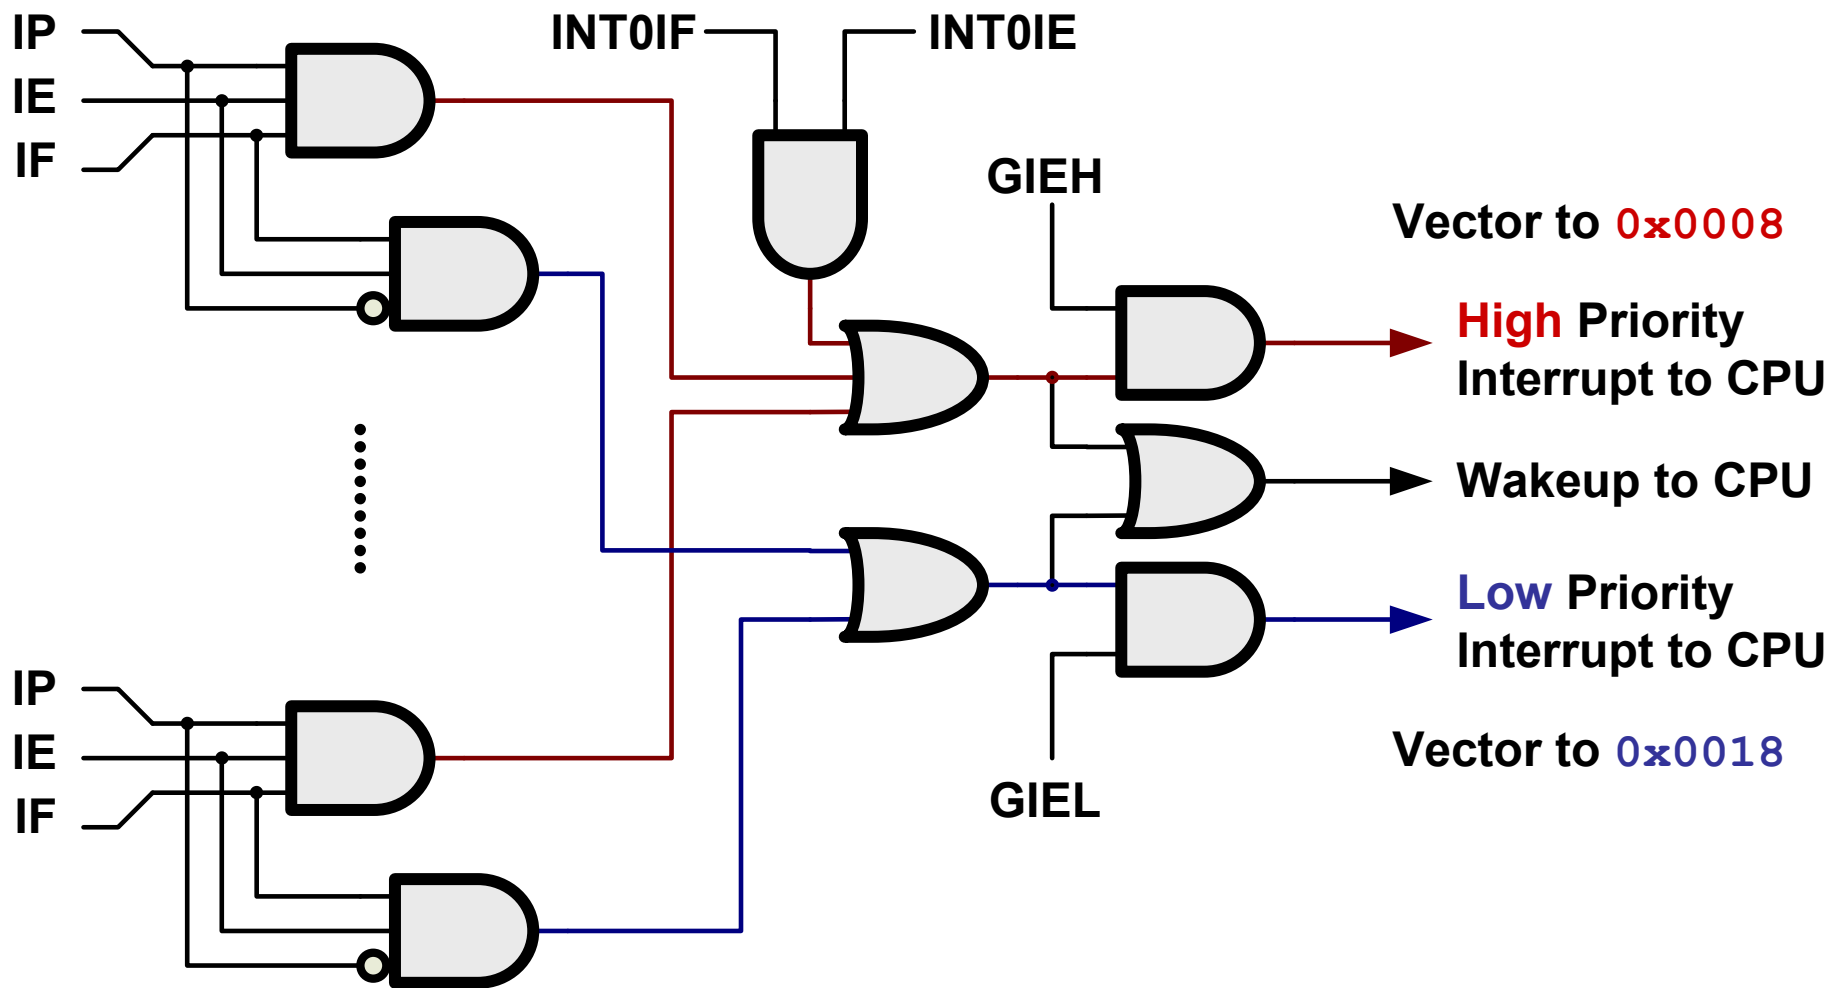 IP
IE
IF
INT0IF
INT0IE
GIEH
Vector to 0x0008
High Priority
Interrupt to CPU
Wakeup to CPU
Low Priority
Interrupt to CPU
IP
IE
IF
GIEL
Vector to 0x0018